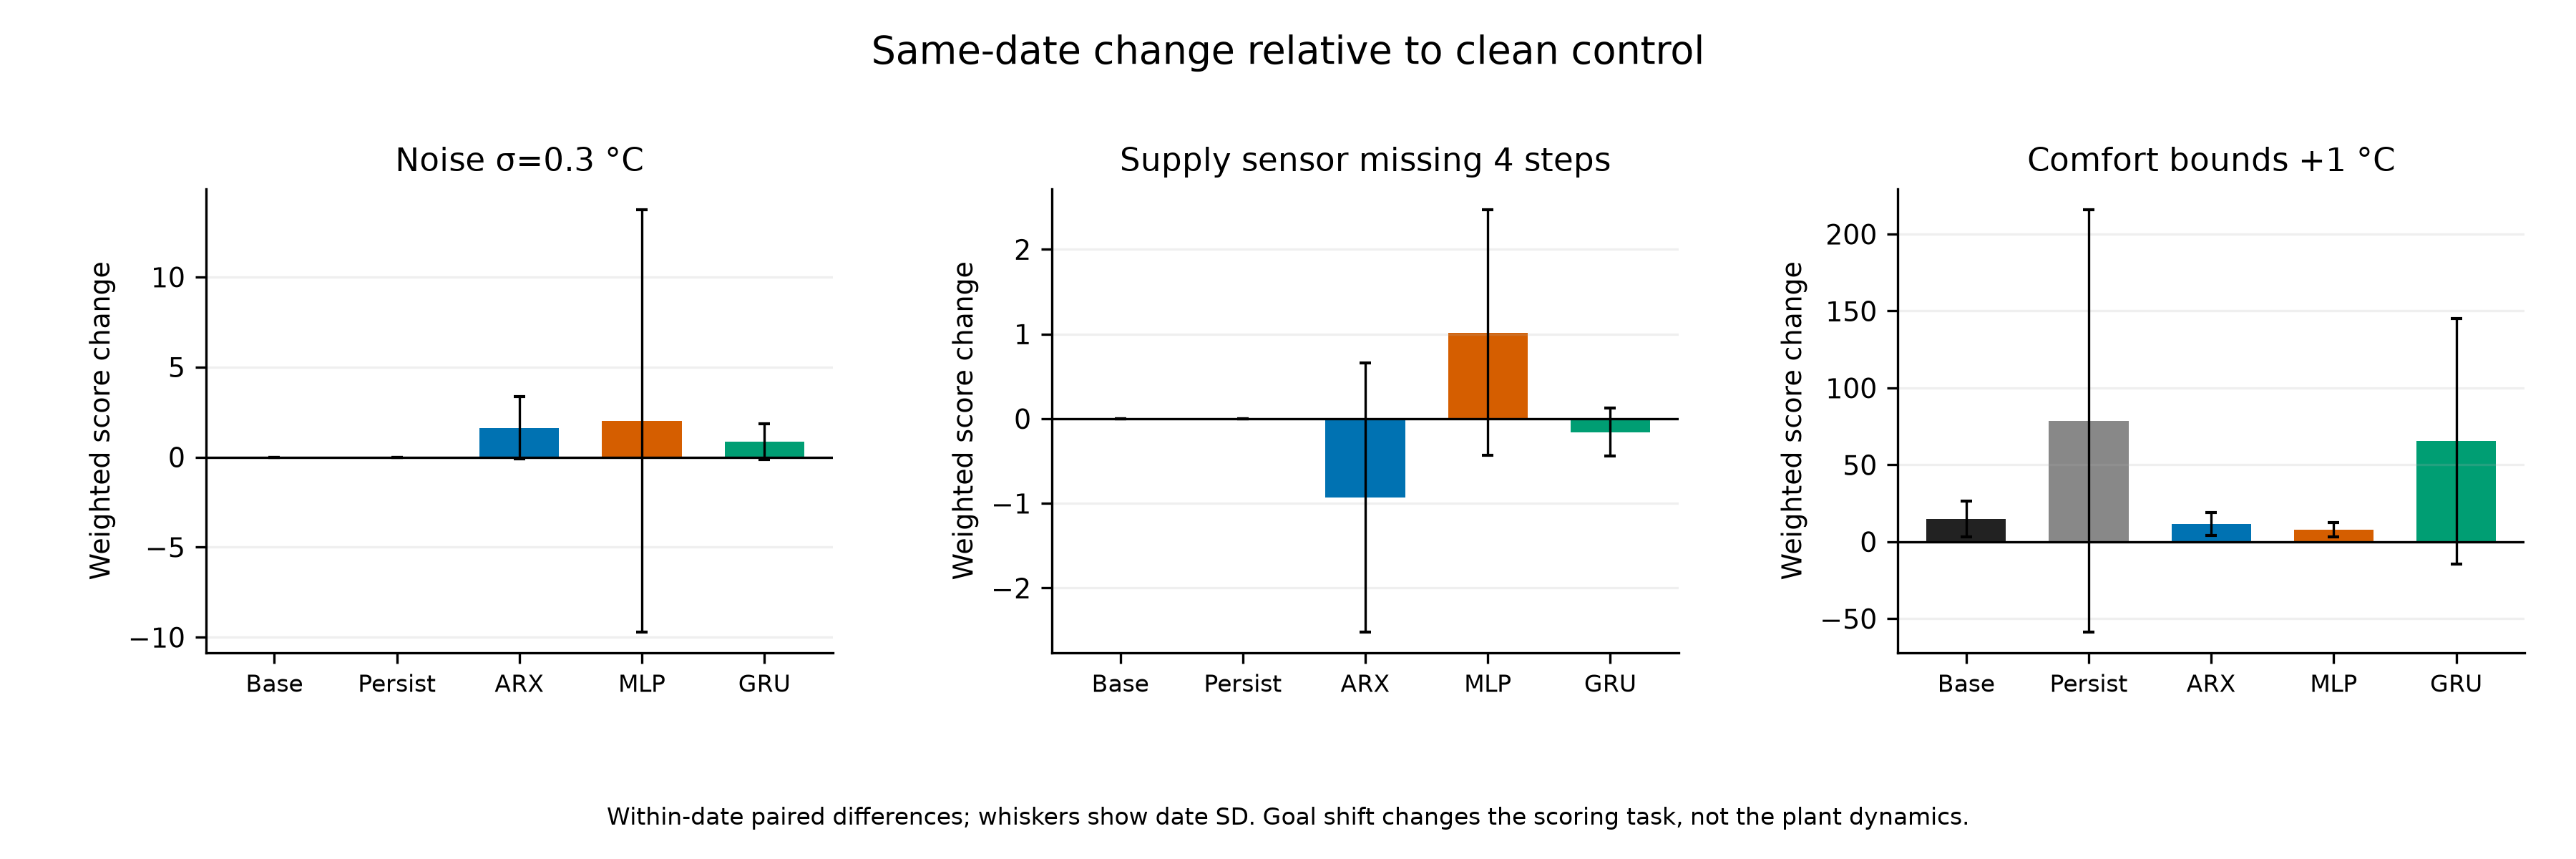 Same-date change relative to clean control
Noise σ=0.3 °C
Weighted score change
10
5
0
−5
−10
Base
Persist
ARX
MLP
GRU
Supply sensor missing 4 steps
Weighted score change
2
1
0
−1
−2
Base
Persist
ARX
MLP
GRU
Comfort bounds +1 °C
Weighted score change
200
150
100
50
0
−50
Base
Persist
ARX
MLP
GRU
Within-date paired differences; whiskers show date SD. Goal shift changes the scoring task, not the plant dynamics.